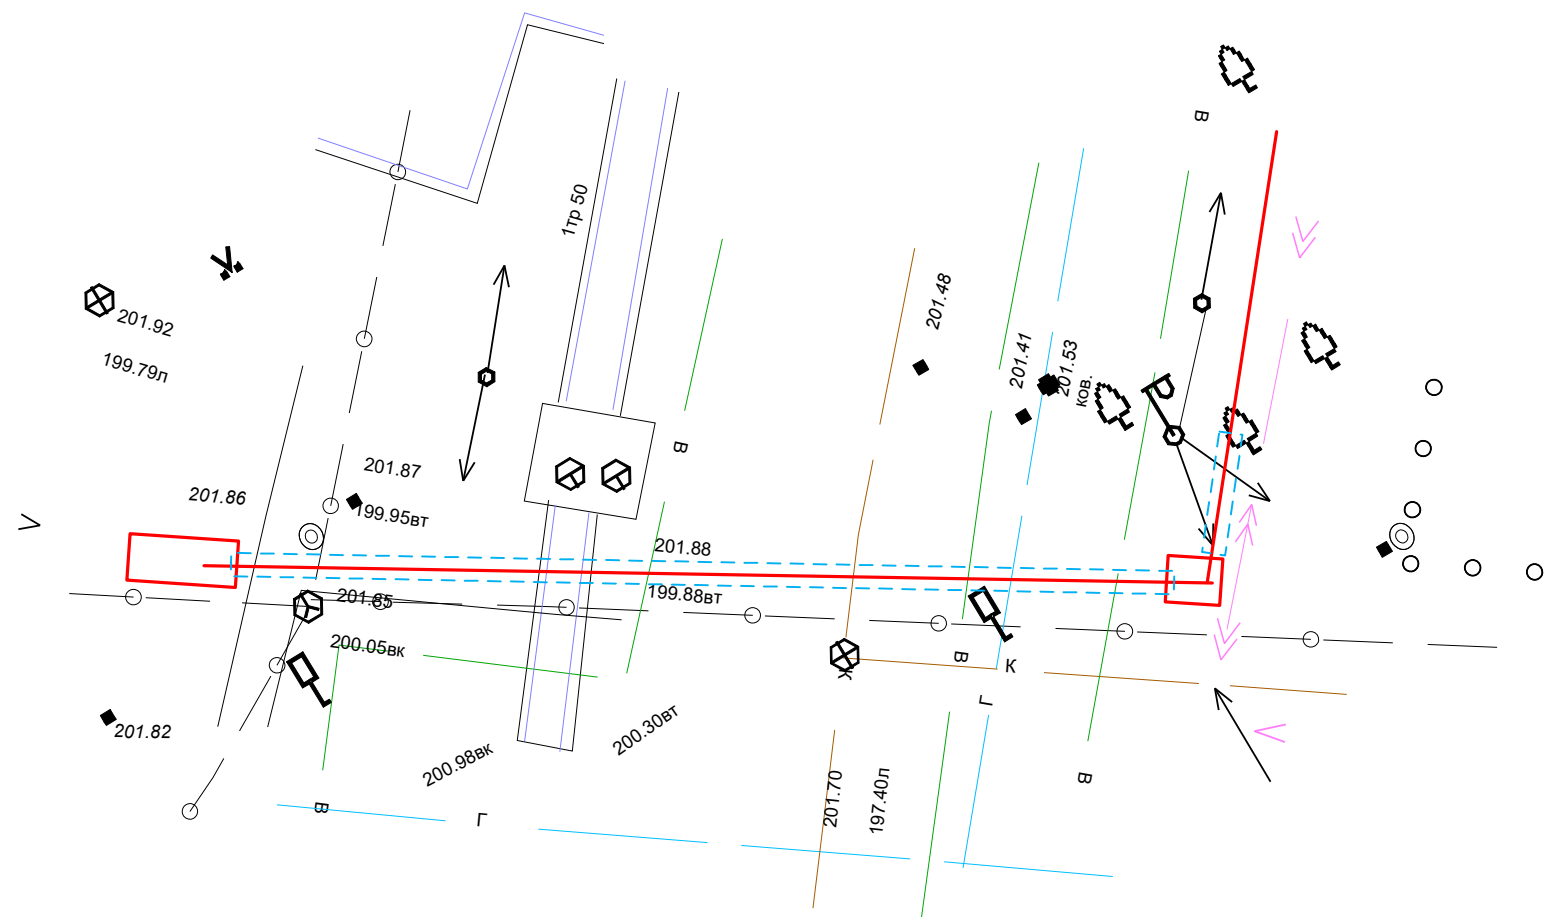 В
1тр 50
201.92
199.79л
201.48
201.41
201.53
ков.
В
201.87
201.86
199.95вт
201.88
199.88вт
201.85
200.05вк
В
К
К
Г
201.82
200.98вк
200.30вт
201.70
197.40л
В
В
Г